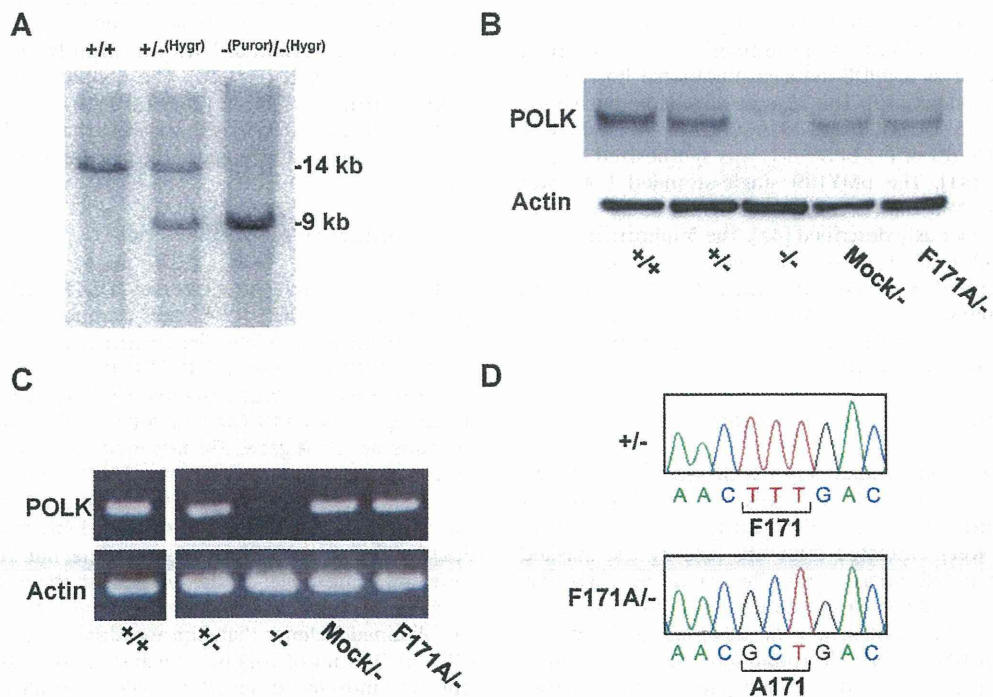 A
+/+ +/-(Hygr) -(Puror)/-(Hygr)
-14 kb
-9 kb
B
POLK
Actin
+/+ +/- -/- Mock/- F171A/-
C
POLK
Actin
+/+ +/- -/- Mock/- F171A/-
D
+/-
A A C T T T G A C
F171
F171A/-
A A C G C T G A C
A171